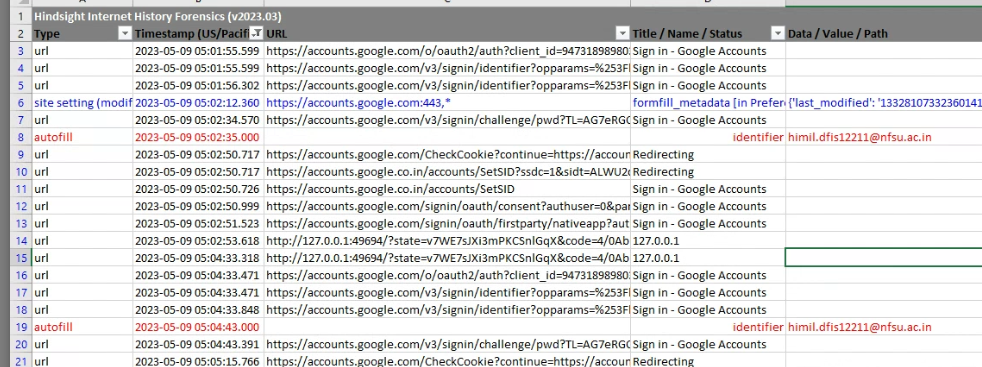 1 Hindsight Internet History Forensics (v2023.03)
2 Type Timestamp (US/Pacifi URL Title / Name / Status Data / Value / Path
3 url 2023-05-09 05:01:55.599 https://accounts.google.com/o/oauth2/auth?client_id=94731898980 Sign in - Google Accounts
4 url 2023-05-09 05:01:55.599 https://accounts.google.com/v3/signin/identifier?opparams=%253Fl Sign in - Google Accounts
5 url 2023-05-09 05:01:56.302 https://accounts.google.com/v3/signin/identifier?opparams=%253Fl Sign in - Google Accounts
6 site setting (modif 2023-05-09 05:02:12.360 https://accounts.google.com:443,* formfill_metadata [in Prefer {'last_modified': '13328107332360141
7 url 2023-05-09 05:02:34.570 https://accounts.google.com/v3/signin/challenge/pwd?TL=AG7eRGC Sign in - Google Accounts
8 autofill 2023-05-09 05:02:35.000 identifier himil.dfis12211@nfsu.ac.in
9 url 2023-05-09 05:02:50.717 https://accounts.google.com/CheckCookie?continue=https://accoun Redirecting
10 url 2023-05-09 05:02:50.717 https://accounts.google.co.in/accounts/SetSID?ssdc=1&sidt=ALWU2c Redirecting
11 url 2023-05-09 05:02:50.726 https://accounts.google.co.in/accounts/SetSID Sign in - Google Accounts
12 url 2023-05-09 05:02:50.999 https://accounts.google.com/signin/oauth/consent?authuser=0&par Sign in - Google Accounts
13 url 2023-05-09 05:02:51.523 https://accounts.google.com/signin/oauth/firstparty/nativeapp?aut Sign in - Google Accounts
14 url 2023-05-09 05:02:53.618 http://127.0.0.1:49694/?state=v7WE7sJXi3mPKCSnlGqX&code=4/0Ab 127.0.0.1
15 url 2023-05-09 05:04:33.318 http://127.0.0.1:49694/?state=v7WE7sJXi3mPKCSnlGqX&code=4/0Ab 127.0.0.1
16 url 2023-05-09 05:04:33.471 https://accounts.google.com/o/oauth2/auth?client_id=94731898980 Sign in - Google Accounts
17 url 2023-05-09 05:04:33.471 https://accounts.google.com/v3/signin/identifier?opparams=%253Fl Sign in - Google Accounts
18 url 2023-05-09 05:04:33.848 https://accounts.google.com/v3/signin/identifier?opparams=%253Fl Sign in - Google Accounts
19 autofill 2023-05-09 05:04:43.000 identifier himil.dfis12211@nfsu.ac.in
20 url 2023-05-09 05:04:43.391 https://accounts.google.com/v3/signin/challenge/pwd?TL=AG7eRGC Sign in - Google Accounts
21 url 2023-05-09 05:05:15.766 https://accounts.google.com/CheckCookie?continue=https://accoun Redirecting